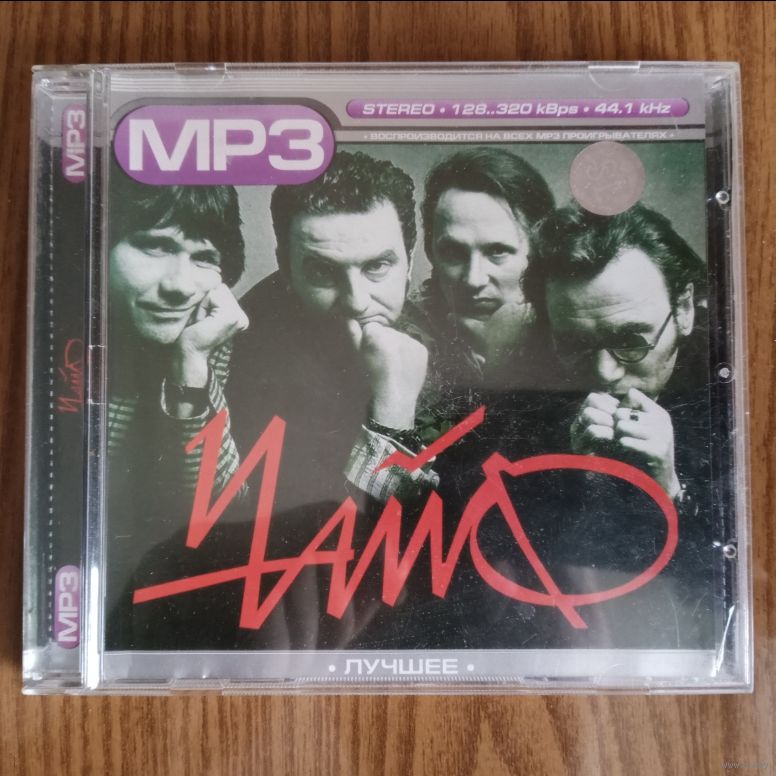 MP3
STEREO • 128..320 kBps • 44.1 kHz
• ВОСПРОИЗВОДИТСЯ НА ВСЕХ MP3 ПРОИГРЫВАТЕЛЯХ •
MP3
ЧАЙФ
ЧАЙФ
MP3
• ЛУЧШЕЕ •